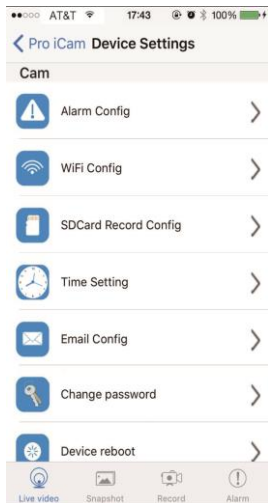 AT&T 17:43 100%
Pro iCam Device Settings
Cam
Alarm Config
WiFi Config
SDCard Record Config
Time Setting
Email Config
Change password
Device reboot
Live video Snapshot Record Alarm